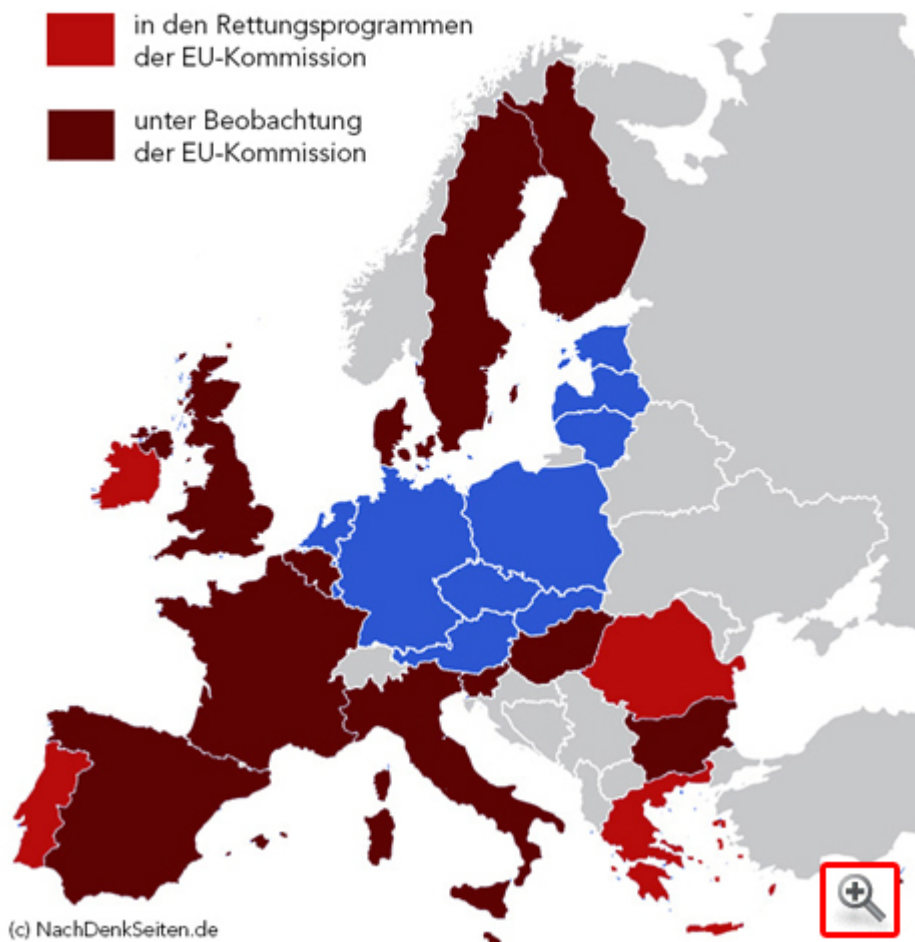 in den Rettungsprogrammen
der EU-Kommission
unter Beobachtung
der EU-Kommission
(c) NachDenkSeiten.de